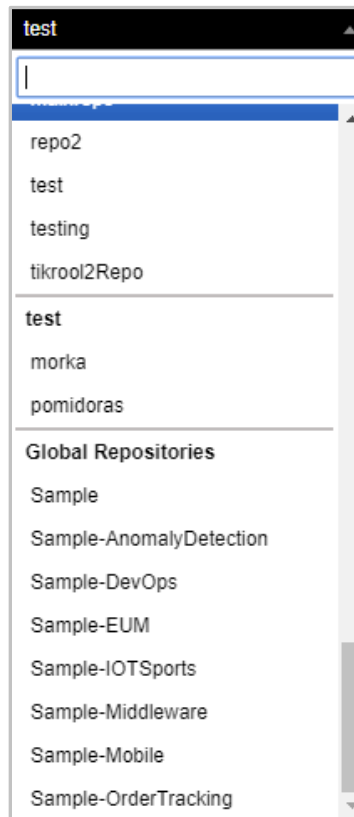 test
repo2
test
testing
tikrool2Repo
test
morka
pomidoras
Global Repositories
Sample
Sample-AnomalyDetection
Sample-DevOps
Sample-EUM
Sample-IOTSports
Sample-Middleware
Sample-Mobile
Sample-OrderTracking